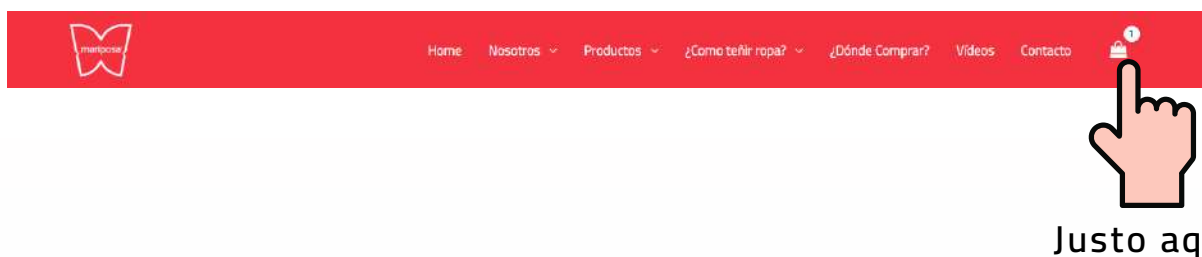 mariposa
Home Nosotros Productos ¿Como teñir ropa? ¿Dónde Comprar? Vídeos Contacto 1
Justo aq